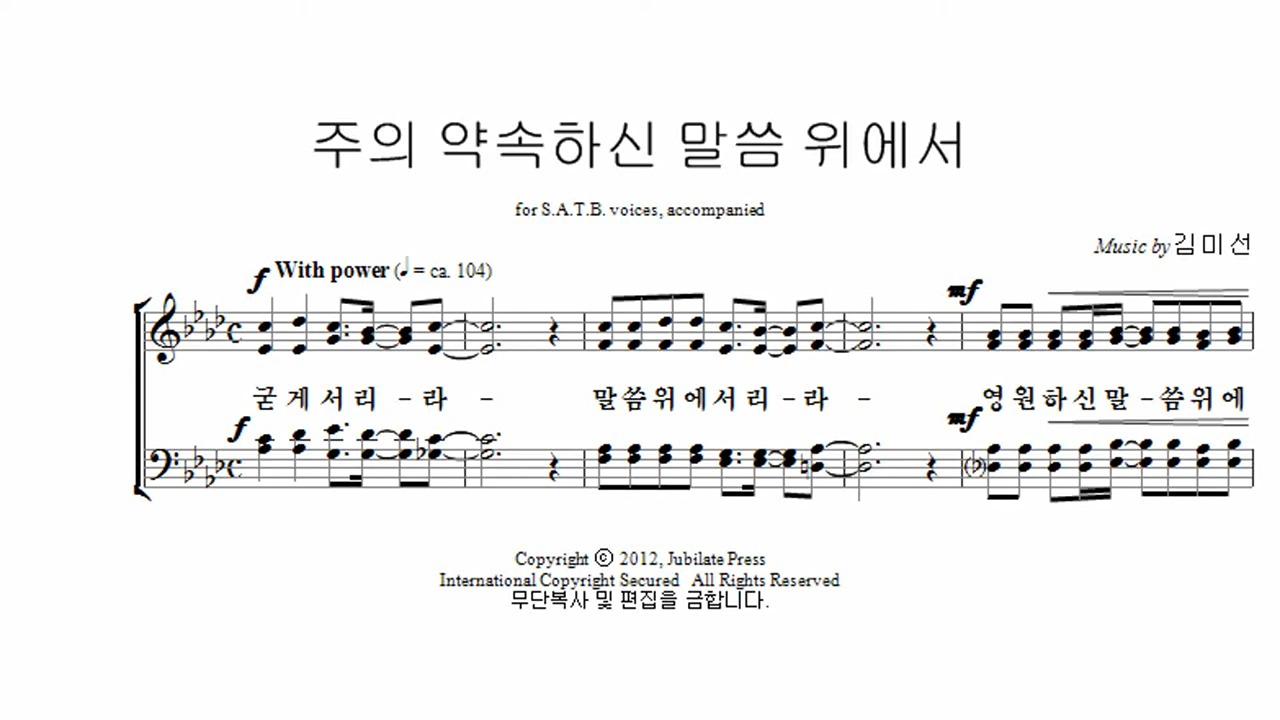 주의 약속하신 말씀 위에서
for S.A.T.B. voices, accompanied
Music by 김 미 선
f With power (♩ = ca. 104)
mf
굳 게 서 리 - 라 - 말 씀 위 에 서 리 - 라 - 영 원 하 신 말 - 씀 위 에
f
mf
Copyright © 2012, Jubilate Press
International Copyright Secured All Rights Reserved
무단복사 및 편집을 금합니다.